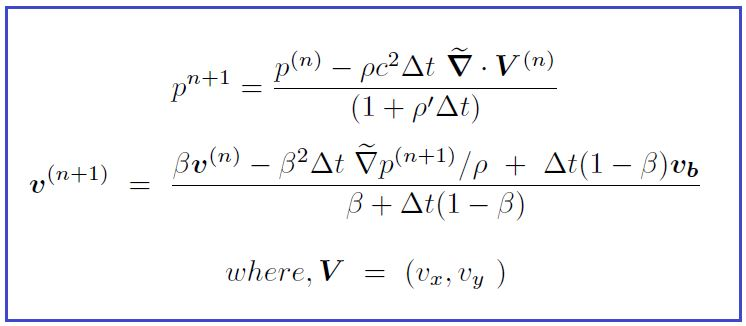 p^{n+1} = \frac{p^{(n)} - \rho c^2 \Delta t \ \widetilde{\boldsymbol{\nabla}} \cdot \boldsymbol{V}^{(n)}}{(1 + \rho' \Delta t)}
\boldsymbol{v}^{(n+1)} = \frac{\beta \boldsymbol{v}^{(n)} - \beta^2 \Delta t \ \widetilde{\nabla} p^{(n+1)} / \rho \ + \ \Delta t (1 - \beta) \boldsymbol{v_b}}{\beta + \Delta t (1 - \beta)}
where, \boldsymbol{V} = (v_x, v_y )